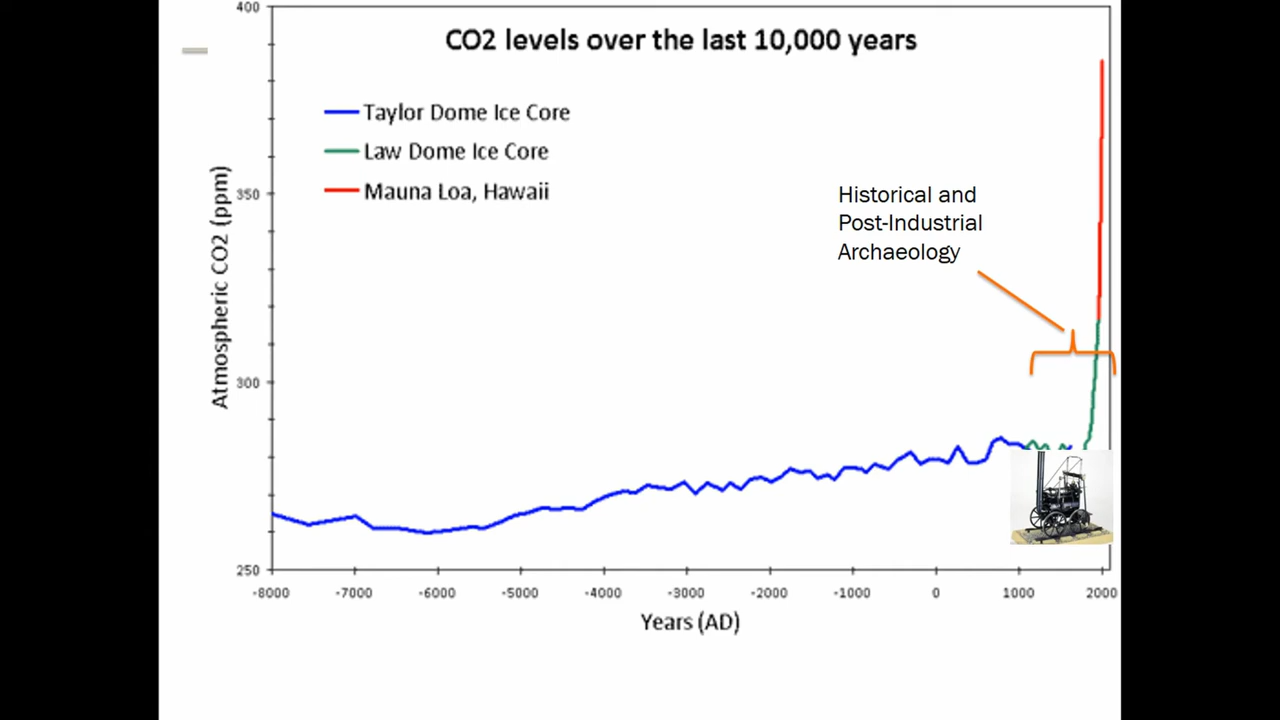 400
CO2 levels over the last 10,000 years
Taylor Dome Ice Core
Law Dome Ice Core
Mauna Loa, Hawaii
Historical and
Post-Industrial
Archaeology
350
Atmospheric CO2 (ppm)
300
250
-8000 -7000 -6000 -5000 -4000 -3000 -2000 -1000 0 1000 2000
Years (AD)